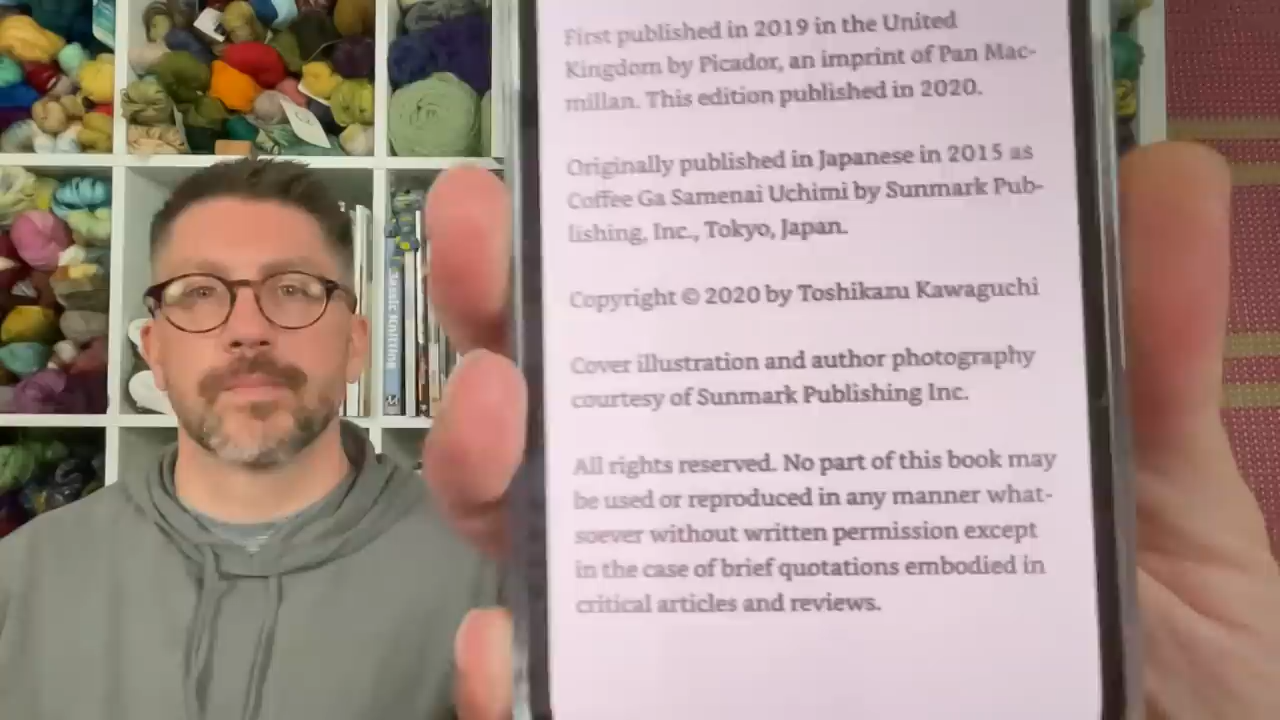 First published in 2019 in the United
Kingdom by Picador, an imprint of Pan Mac-
millan. This edition published in 2020.
Originally published in Japanese in 2015 as
Coffee Ga Samenai Uchimi by Sunmark Pub-
lishing, Inc., Tokyo, Japan.
Copyright © 2020 by Toshikazu Kawaguchi
Cover illustration and author photography
courtesy of Sunmark Publishing Inc.
All rights reserved. No part of this book may
be used or reproduced in any manner what-
soever without written permission except
in the case of brief quotations embodied in
critical articles and reviews.
Knitting